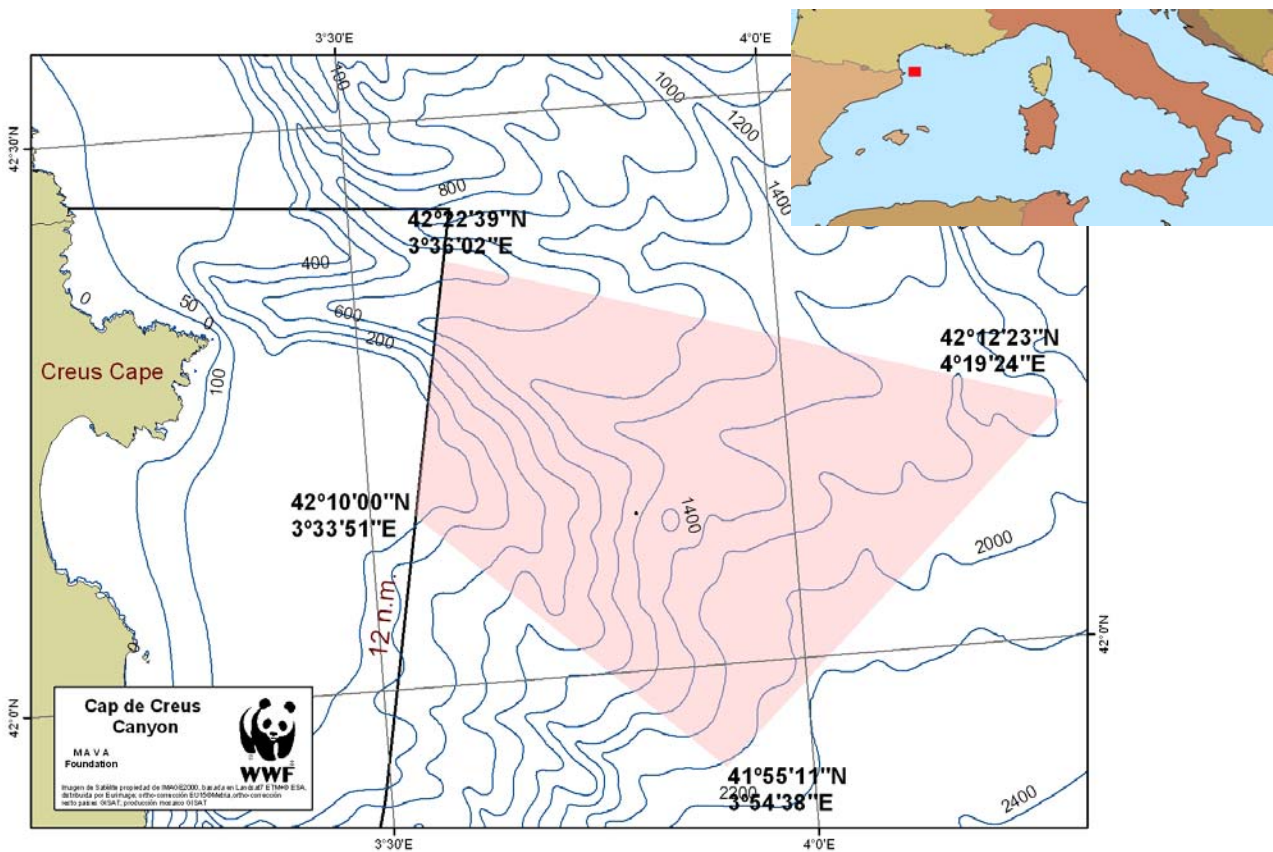 3°30'E
4°0'E
100
1000
1200
42°30'N
1400
800
42°22'39"N
3°36'02"E
400
0
50
0
600
200
42°12'23"N
4°19'24"E
Creus Cape
100
42°10'00"N
3°33'51"E
1400
2000
12 n.m.
0
42°0'N
42°0'N
Cap de Creus
Canyon
M A V A
Foundation
WWF
41°55'11"N
3°54'38"E
2200
2400
3°30'E
4°0'E